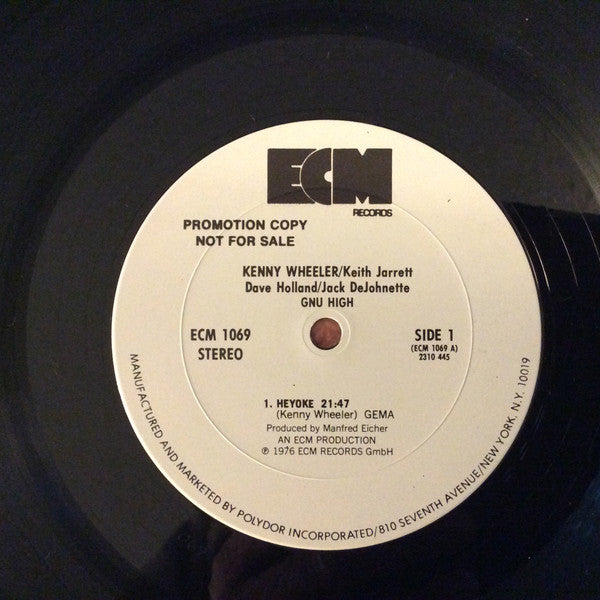 ECM
RECORDS
PROMOTION COPY
NOT FOR SALE
KENNY WHEELER/Keith Jarrett
Dave Holland/Jack DeJohnette
GNU HIGH
ECM 1069
STEREO
SIDE 1
(ECM 1069 A)
2310 445
1. HEYOKE 21:47
(Kenny Wheeler) GEMA
Produced by Manfred Eicher
AN ECM PRODUCTION
℗ 1976 ECM RECORDS GmbH
MANUFACTURED AND MARKETED BY POLYDOR INCORPORATED/810 SEVENTH AVENUE/NEW YORK, N.Y. 10019